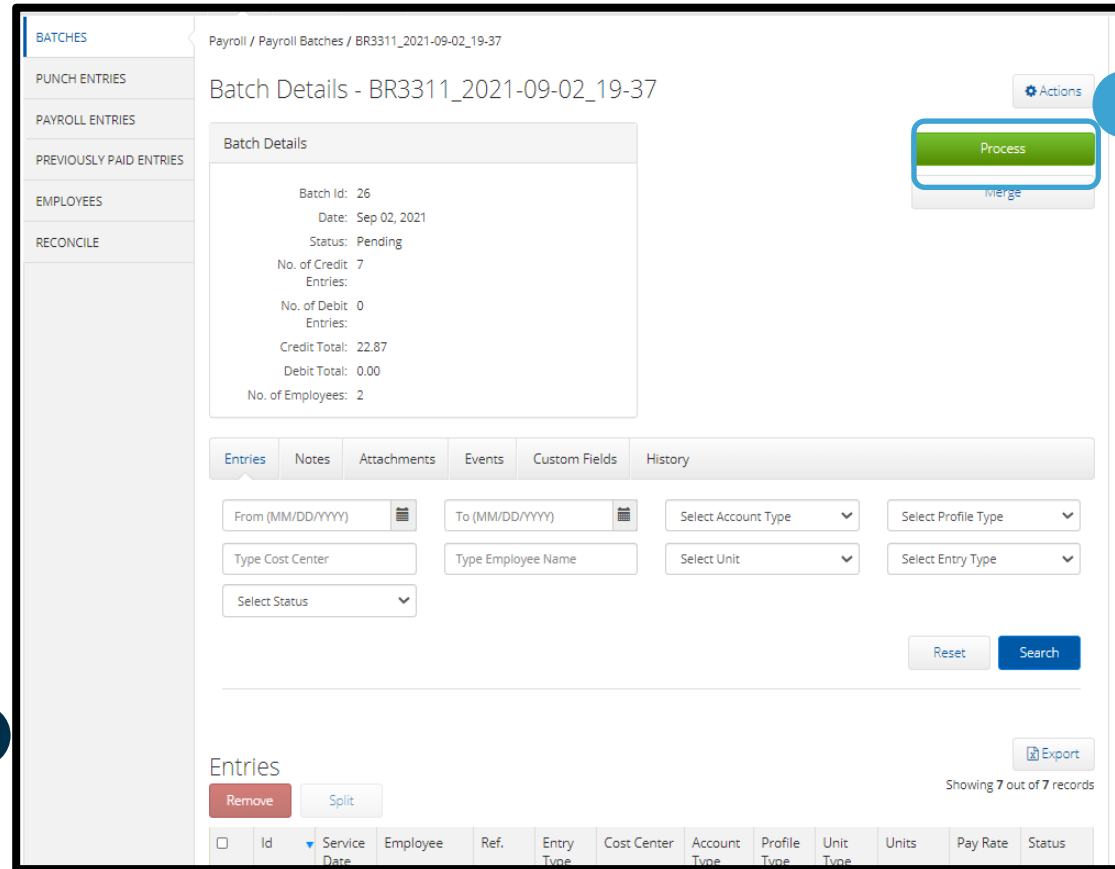 BATCHES
PUNCH ENTRIES
PAYROLL ENTRIES
PREVIOUSLY PAID ENTRIES
EMPLOYEES
RECONCILE
Payroll / Payroll Batches / BR3311_2021-09-02_19-37
Batch Details - BR3311_2021-09-02_19-37
Actions
Process
Merge
Batch Details
Batch Id: 26
Date: Sep 02, 2021
Status: Pending
No. of Credit 7
Entries:
No. of Debit 0
Entries:
Credit Total: 22.87
Debit Total: 0.00
No. of Employees: 2
Entries Notes Attachments Events Custom Fields History
From (MM/DD/YYYY) To (MM/DD/YYYY) Select Account Type Select Profile Type
Type Cost Center Type Employee Name Select Unit Select Entry Type
Select Status
Reset Search
Export
Entries
Showing 7 out of 7 records
Remove Split
Id Service Employee Ref. Entry Cost Center Account Profile Unit Units Pay Rate Status
Date Type Type Type Type